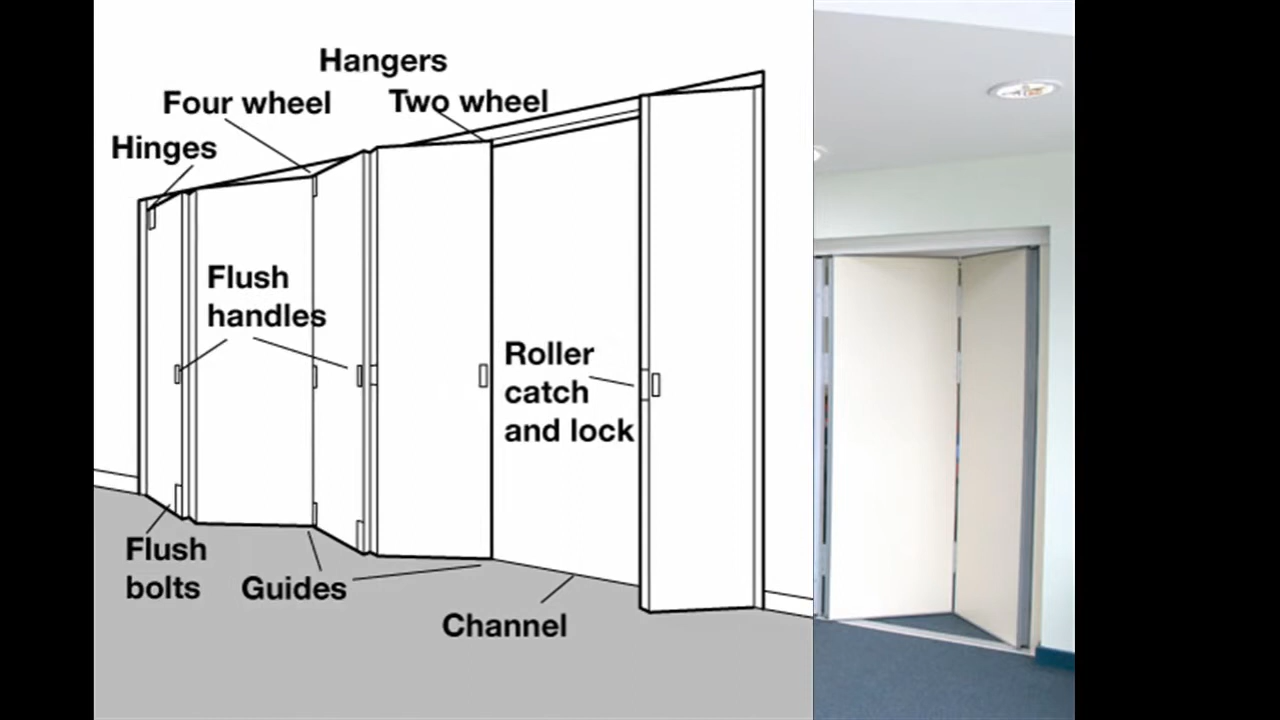 Hangers
Four wheel
Two wheel
Hinges
Flush
handles
Roller
catch
and lock
Flush
bolts
Guides
Channel